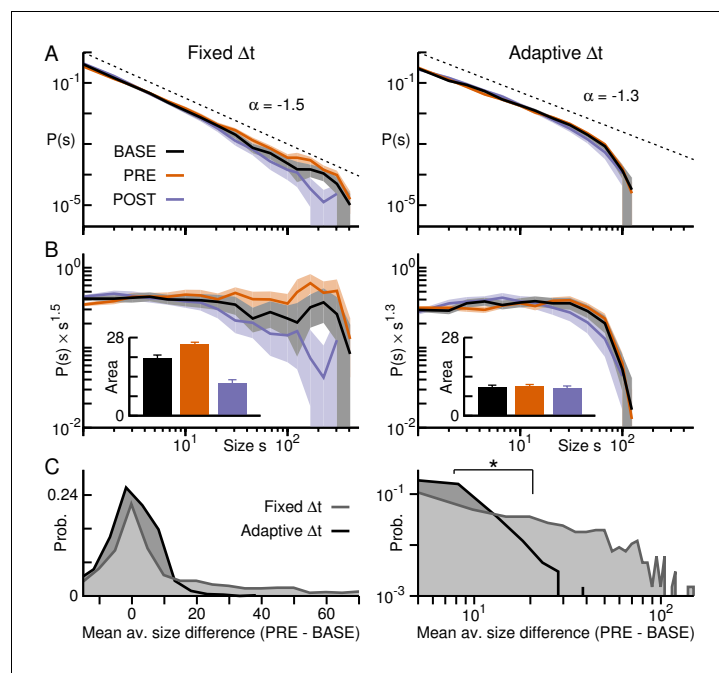 A Fixed Δt Adaptive Δt
10^-1
α = -1.5
α = -1.3
P(s)
P(s)
BASE
PRE
POST
10^-5
10^-5
B
10^0
10^0
P(s) × s^1.5
P(s) × s^1.3
28
Area
0
28
Area
0
10^-2
10^-2
10^1 Size s 10^2
10^1 Size s 10^2
C
0.24
Prob.
0
Fixed Δt
Adaptive Δt
0 20 40 60
Mean av. size difference (PRE - BASE)
*
10^-1
Prob.
10^-3
10^1 10^2
Mean av. size difference (PRE - BASE)